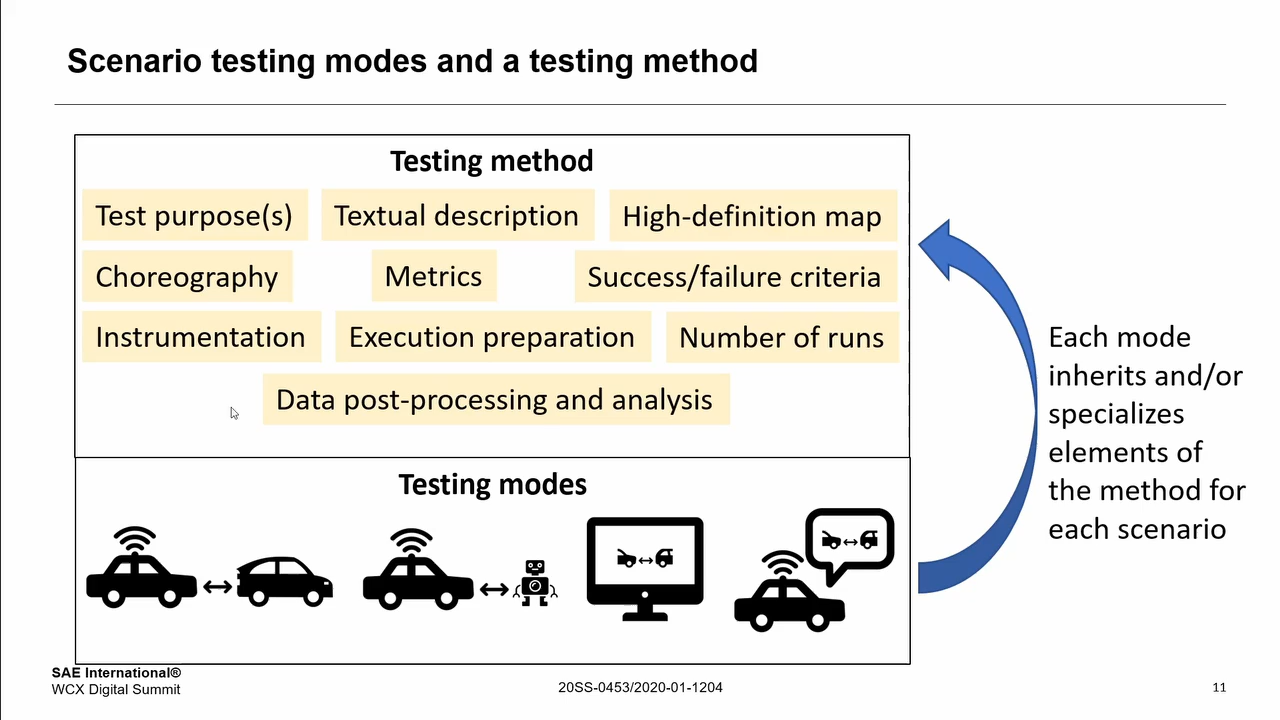 Scenario testing modes and a testing method
Testing method
Test purpose(s)
Textual description
High-definition map
Choreography
Metrics
Success/failure criteria
Instrumentation
Execution preparation
Number of runs
Data post-processing and analysis
Testing modes
Each mode
inherits and/or
specializes
elements of
the method for
each scenario
SAE International®
WCX Digital Summit
20SS-0453/2020-01-1204
11